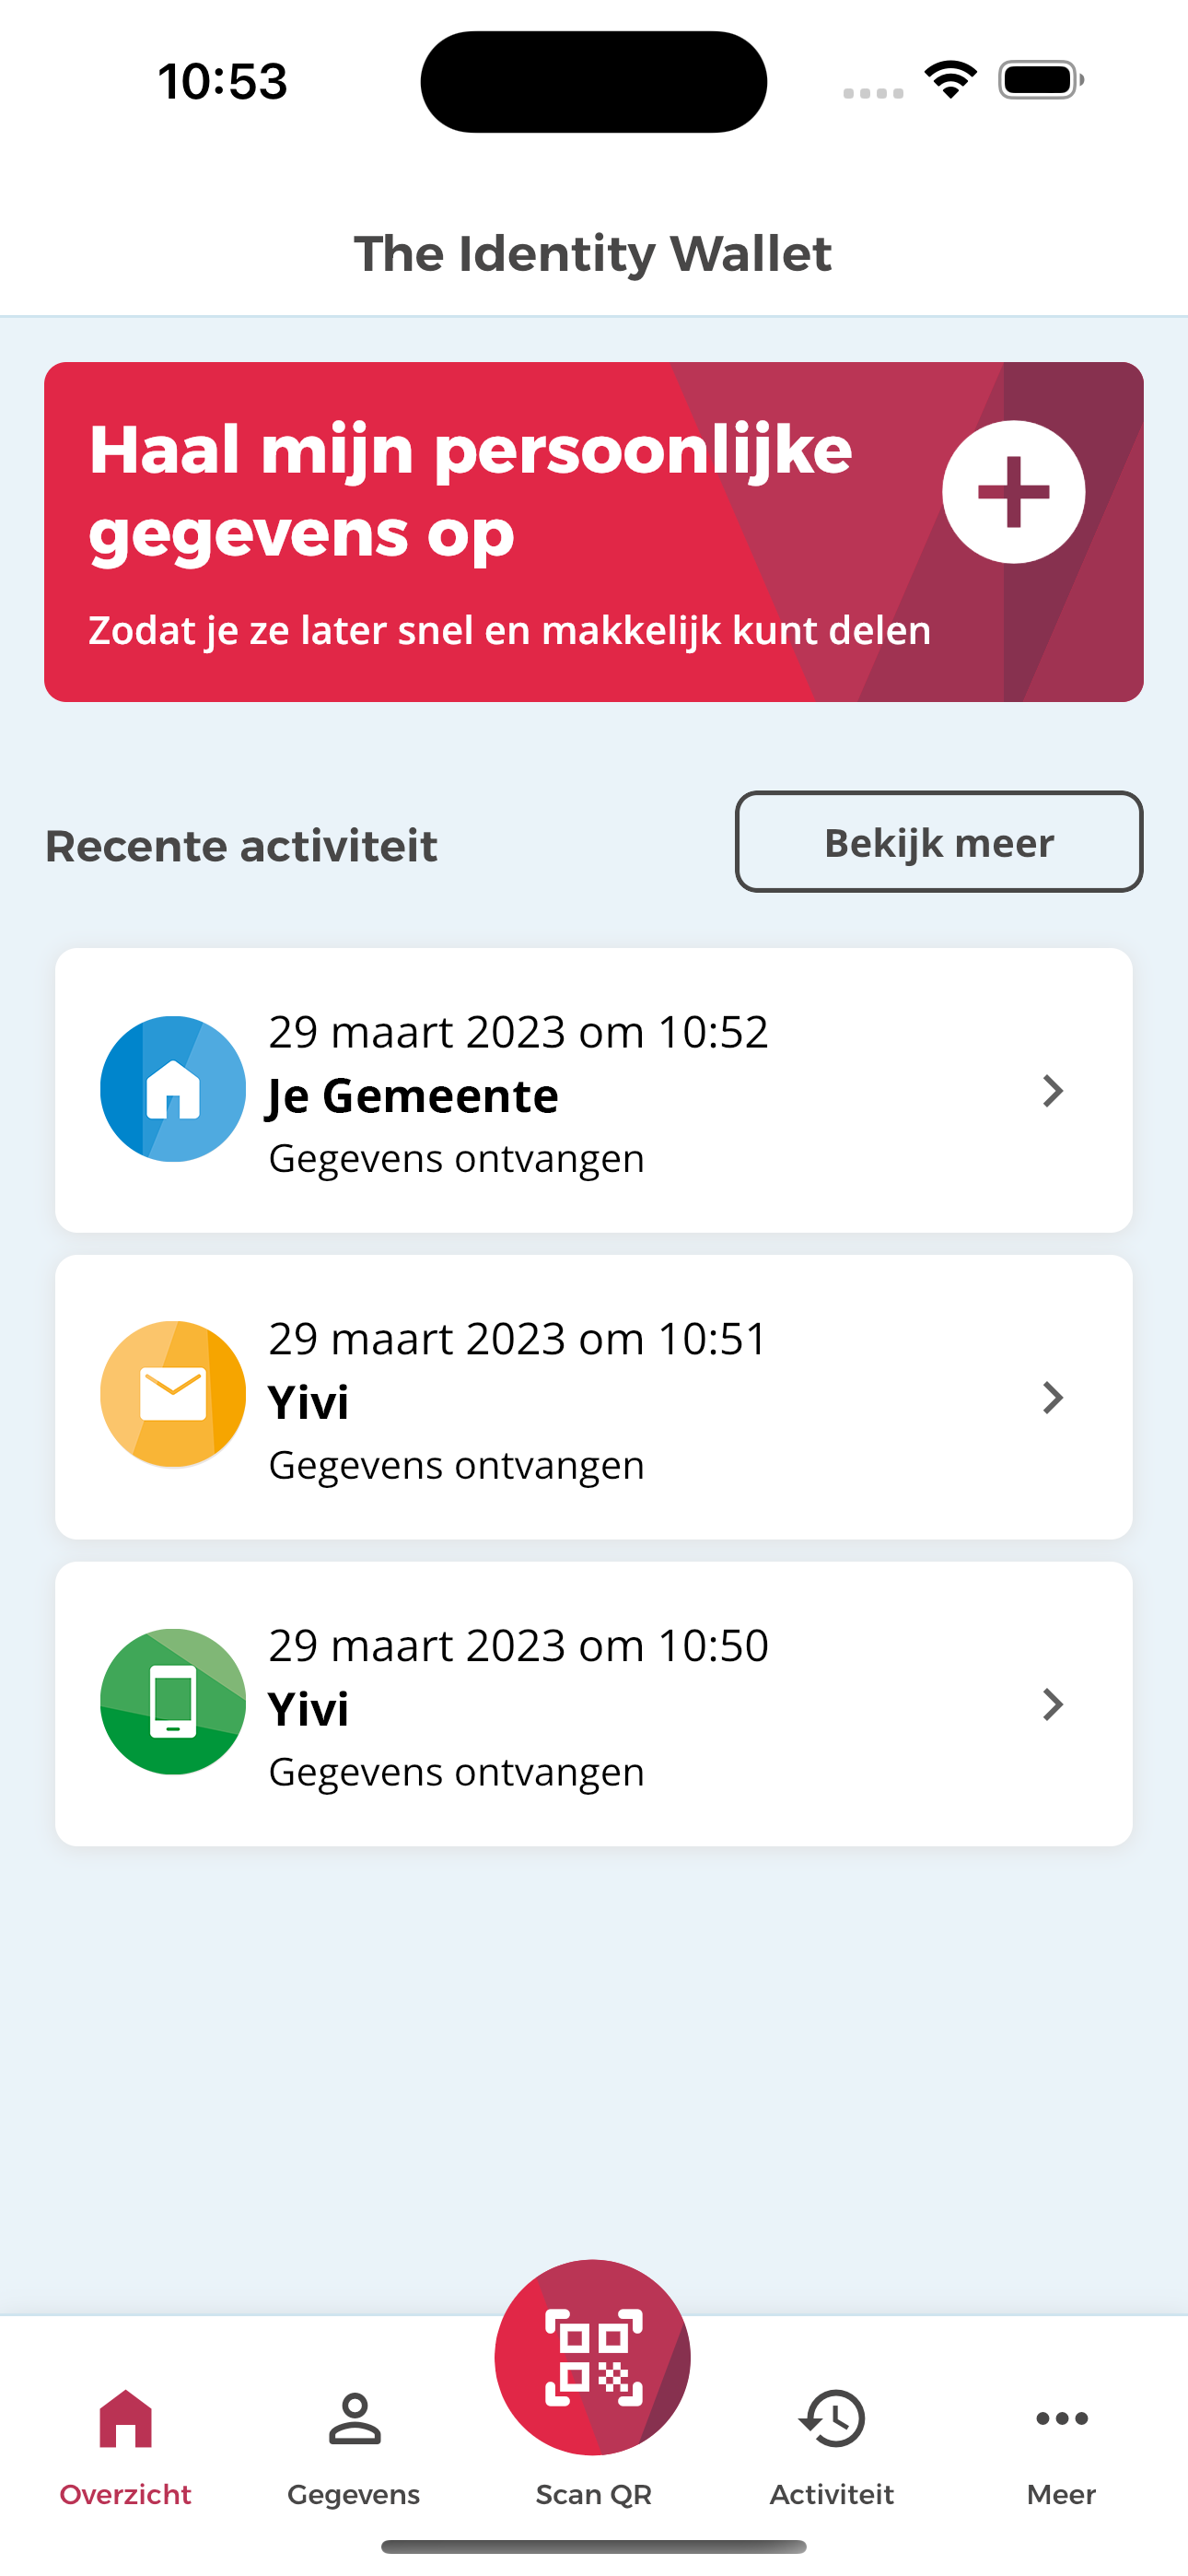 10:53
The Identity Wallet
Haal mijn persoonlijke
gegevens op
Zodat je ze later snel en makkelijk kunt delen
Recente activiteit
Bekijk meer
29 maart 2023 om 10:52
Je Gemeente
Gegevens ontvangen
29 maart 2023 om 10:51
Yivi
Gegevens ontvangen
29 maart 2023 om 10:50
Yivi
Gegevens ontvangen
Overzicht
Gegevens
Scan QR
Activiteit
Meer